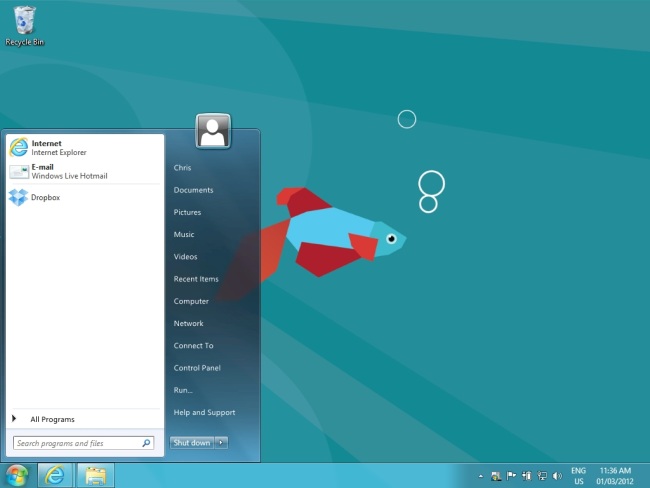 Recycle Bin
Internet
Internet Explorer
E-mail
Windows Live Hotmail
Dropbox
All Programs
Search programs and files
Chris
Documents
Pictures
Music
Videos
Recent Items
Computer
Network
Connect To
Control Panel
Run...
Help and Support
Shut down
ENG
US
11:36 AM
01/03/2012